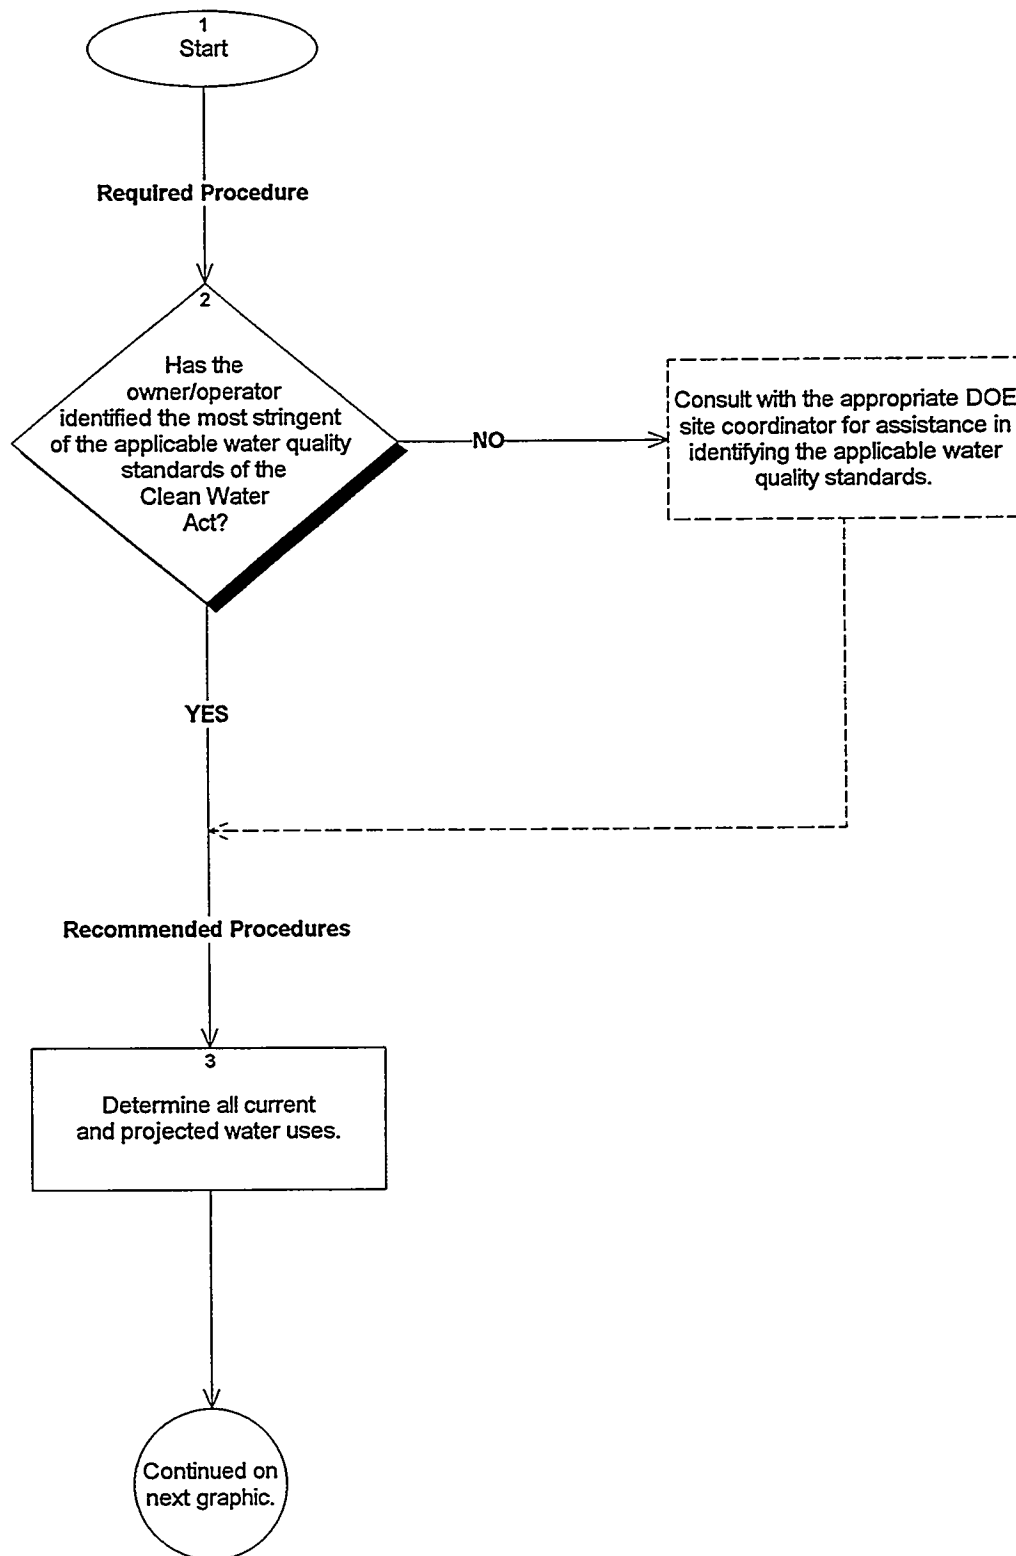 1
Start
Required Procedure
2
Has the
owner/operator
identified the most stringent
of the applicable water quality
standards of the
Clean Water
Act?
NO
Consult with the appropriate DOE
site coordinator for assistance in
identifying the applicable water
quality standards.
YES
Recommended Procedures
3
Determine all current
and projected water uses.
Continued on
next graphic.